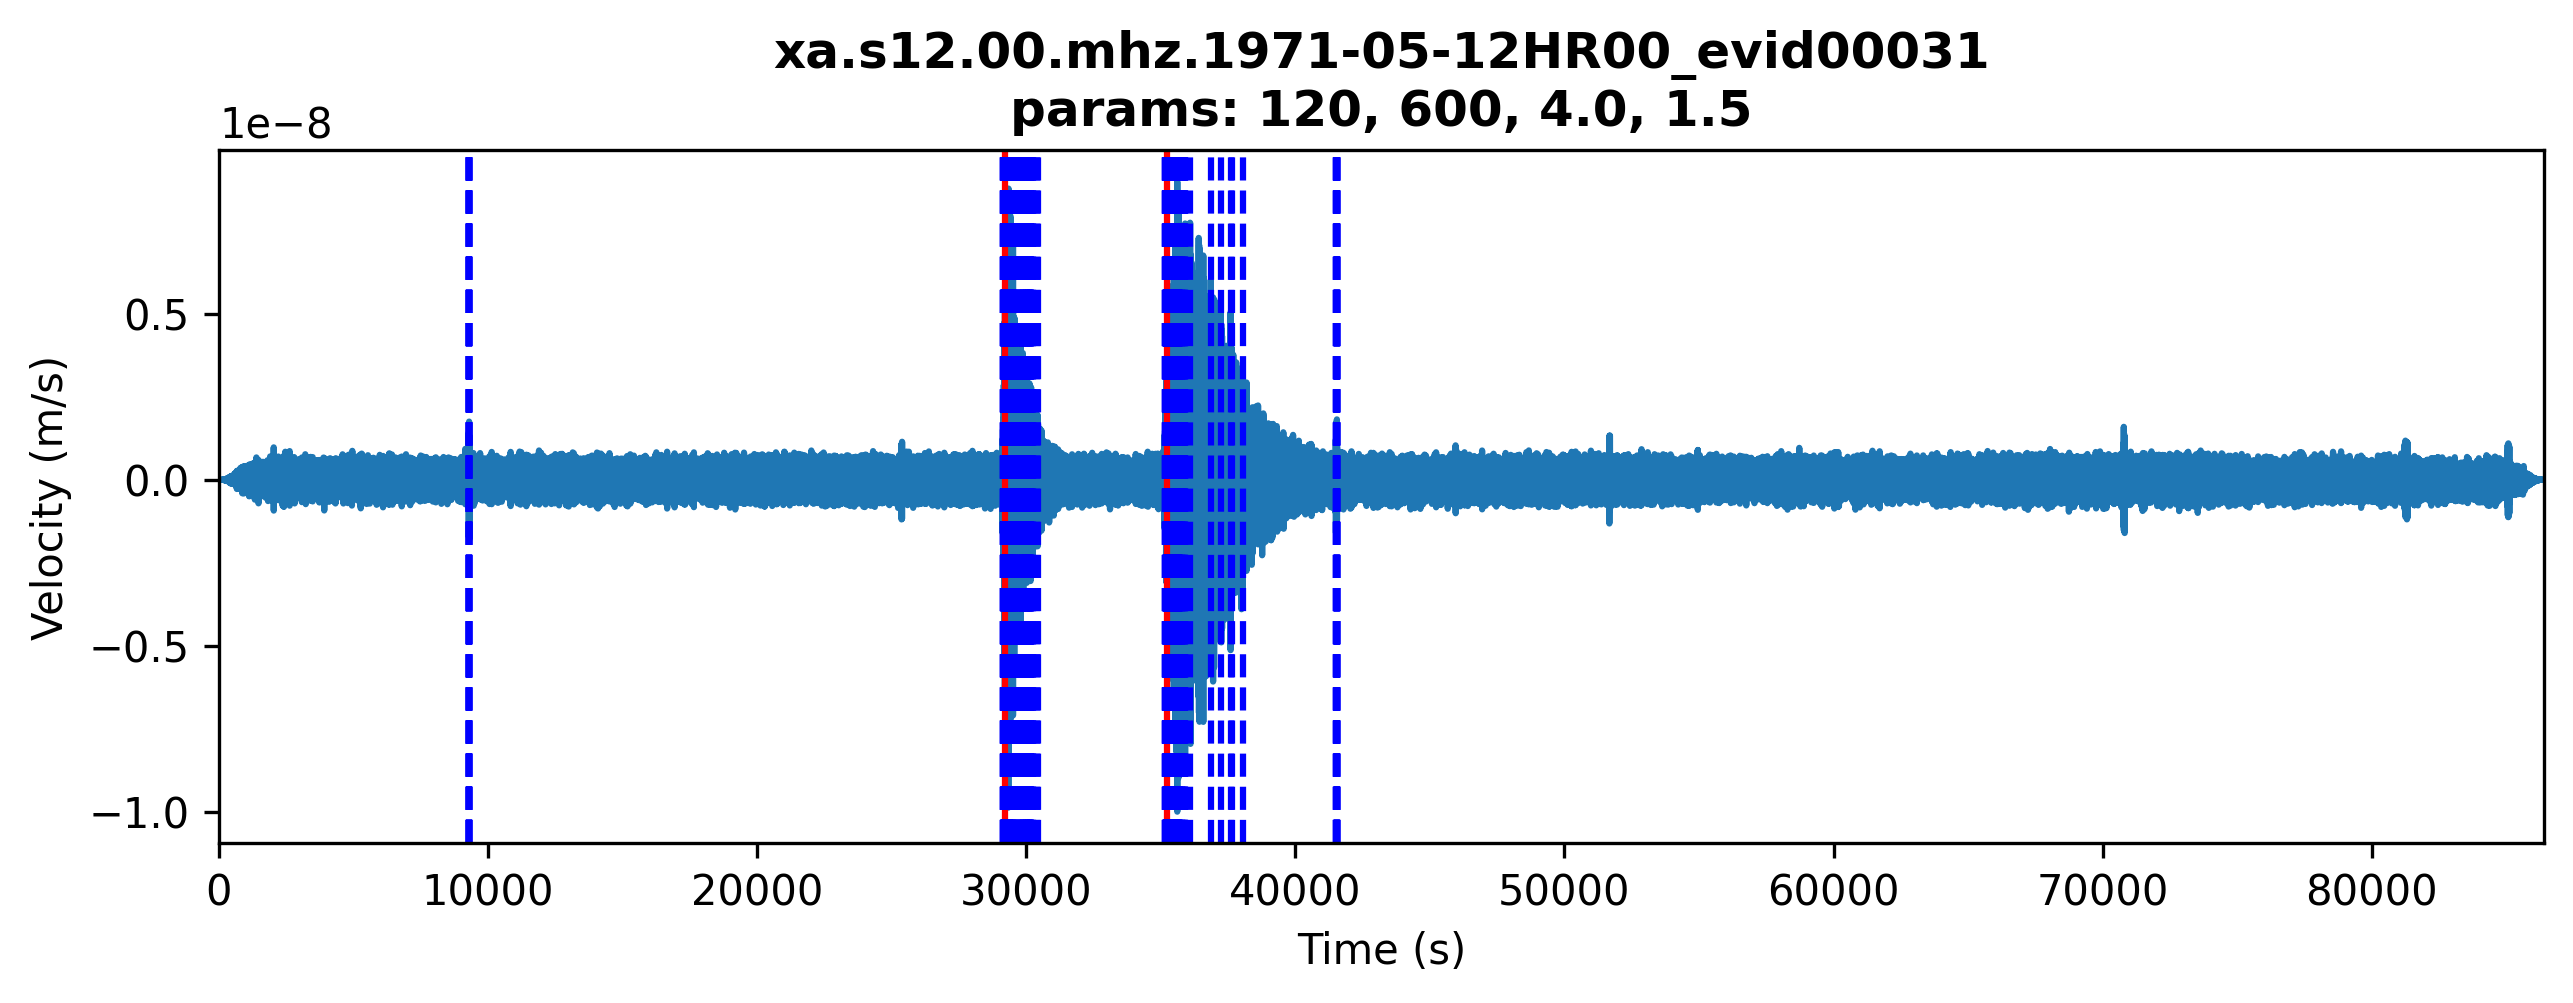 xa.s12.00.mhz.1971-05-12HR00_evid00031
params: 120, 600, 4.0, 1.5
1e−8
0.5
0.0
−0.5
−1.0
Velocity (m/s)
0 10000 20000 30000 40000 50000 60000 70000 80000
Time (s)